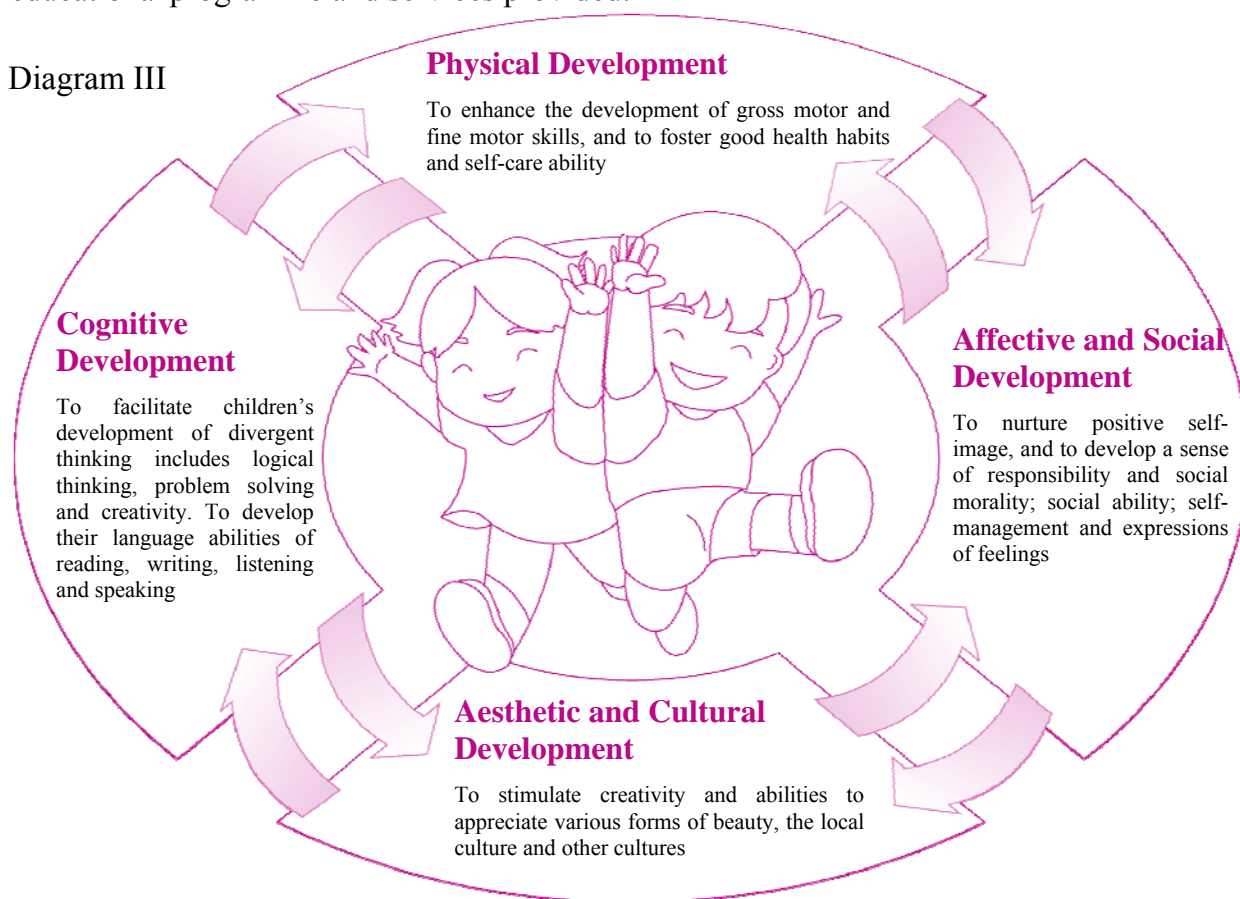 Diagram III
Physical Development
To enhance the development of gross motor and
fine motor skills, and to foster good health habits
and self-care ability
Cognitive
Development
To facilitate children's
development of divergent
thinking includes logical
thinking, problem solving
and creativity. To develop
their language abilities of
reading, writing, listening
and speaking
Affective and Social
Development
To nurture positive self-
image, and to develop a sense
of responsibility and social
morality; social ability; self-
management and expressions
of feelings
Aesthetic and Cultural
Development
To stimulate creativity and abilities to
appreciate various forms of beauty, the local
culture and other cultures